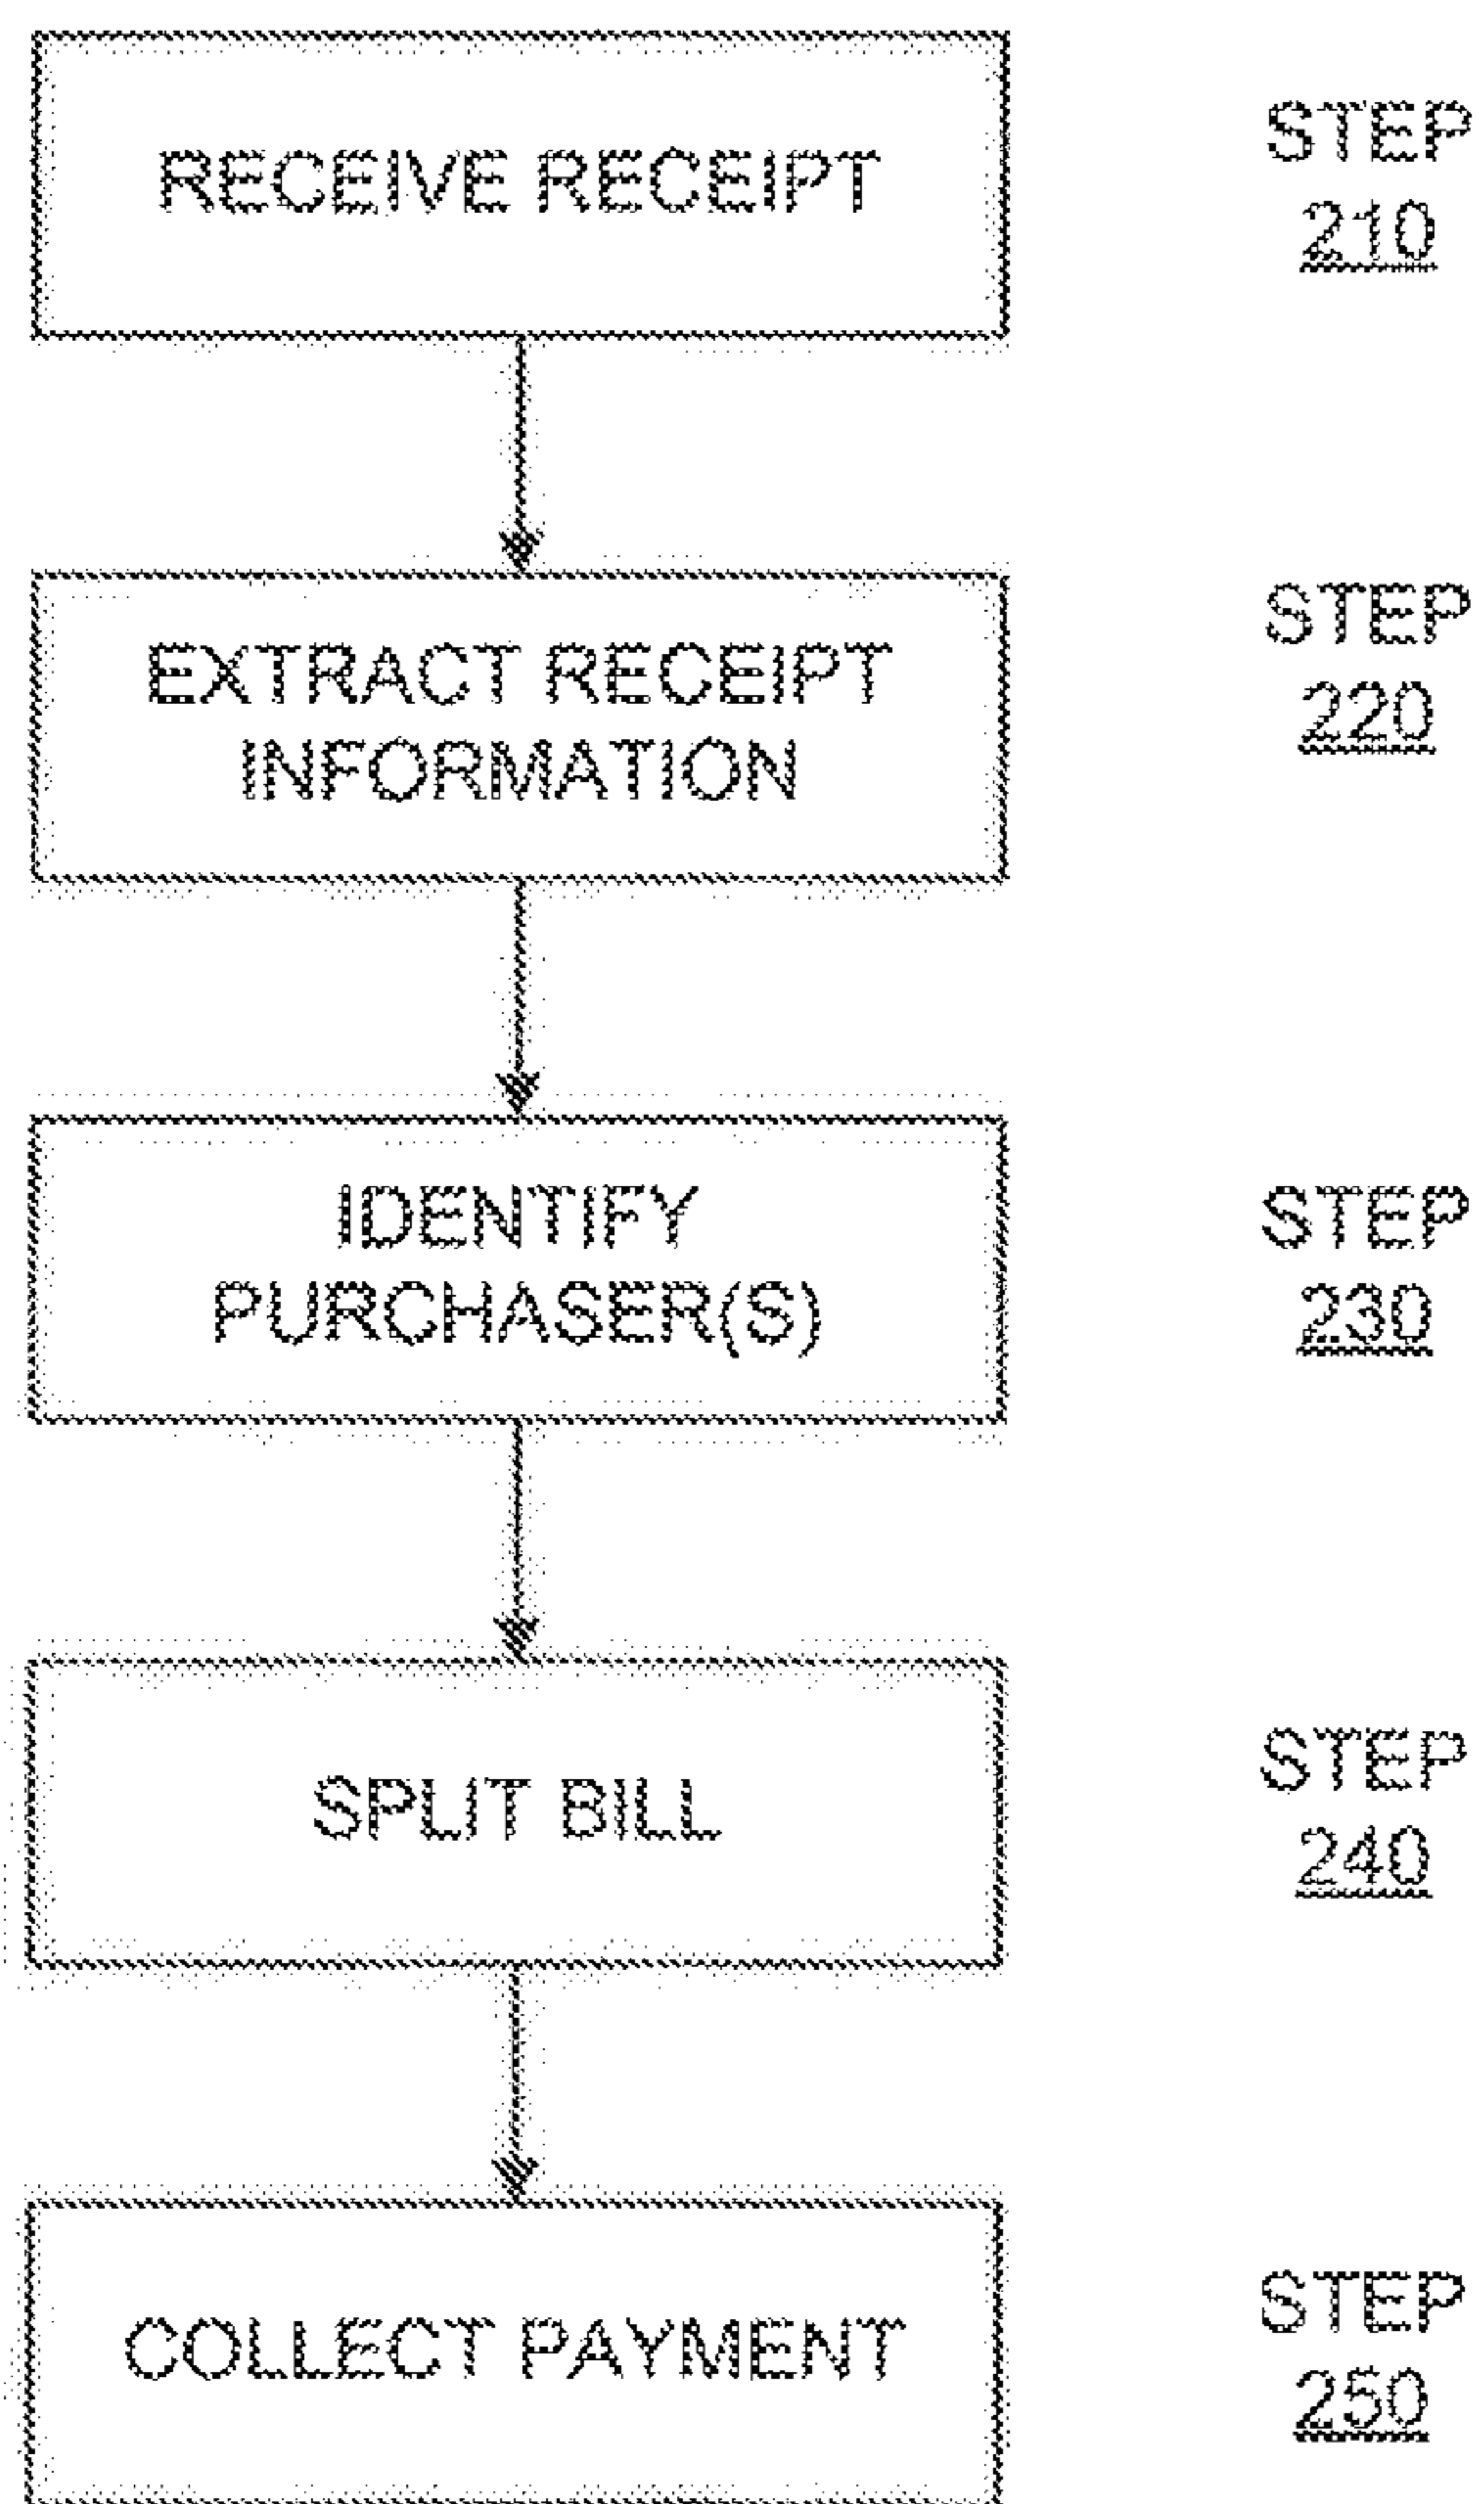 RECEIVE RECEIPT
STEP
210
EXTRACT RECEIPT
INFORMATION
STEP
220
IDENTIFY
PURCHASER(S)
STEP
230
SPLIT BILL
STEP
240
COLLECT PAYMENT
STEP
250